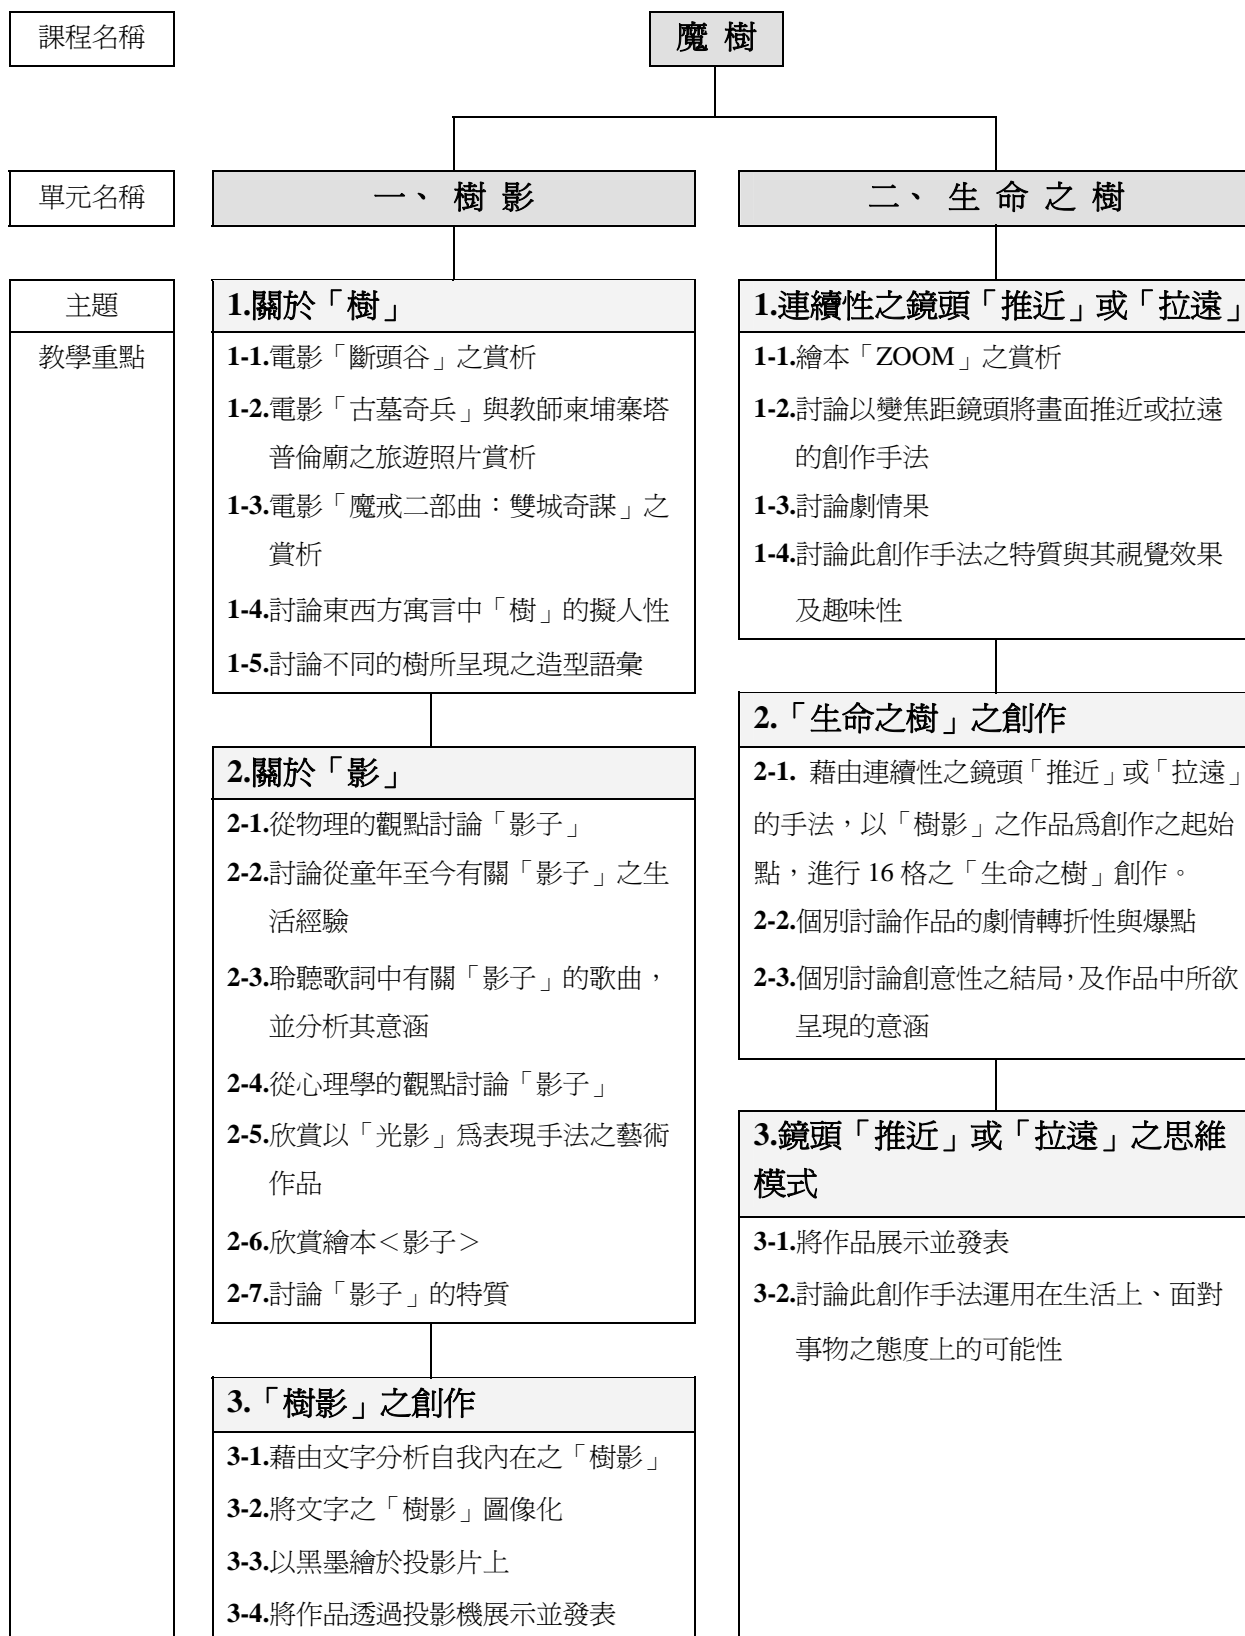 課程名稱
魔 樹
單元名稱
一、 樹 影
二、 生 命 之 樹
主題
教學重點
1.關於「樹」
1-1.電影「斷頭谷」之賞析
1-2.電影「古墓奇兵」與教師柬埔寨塔
普倫廟之旅遊照片賞析
1-3.電影「魔戒二部曲：雙城奇謀」之
賞析
1-4.討論東西方寓言中「樹」的擬人性
1-5.討論不同的樹所呈現之造型語彙
2.關於「影」
2-1.從物理的觀點討論「影子」
2-2.討論從童年至今有關「影子」之生
活經驗
2-3.聆聽歌詞中有關「影子」的歌曲，
並分析其意涵
2-4.從心理學的觀點討論「影子」
2-5.欣賞以「光影」爲表現手法之藝術
作品
2-6.欣賞繪本＜影子＞
2-7.討論「影子」的特質
3.「樹影」之創作
3-1.藉由文字分析自我內在之「樹影」
3-2.將文字之「樹影」圖像化
3-3.以黑墨繪於投影片上
3-4.將作品透過投影機展示並發表
1.連續性之鏡頭「推近」或「拉遠」
1-1.繪本「ZOOM」之賞析
1-2.討論以變焦距鏡頭將畫面推近或拉遠
的創作手法
1-3.討論劇情果
1-4.討論此創作手法之特質與其視覺效果
及趣味性
2.「生命之樹」之創作
2-1. 藉由連續性之鏡頭「推近」或「拉遠」
的手法，以「樹影」之作品爲創作之起始
點，進行 16 格之「生命之樹」創作。
2-2.個別討論作品的劇情轉折性與爆點
2-3.個別討論創意性之結局，及作品中所欲
呈現的意涵
3.鏡頭「推近」或「拉遠」之思維
模式
3-1.將作品展示並發表
3-2.討論此創作手法運用在生活上、面對
事物之態度上的可能性